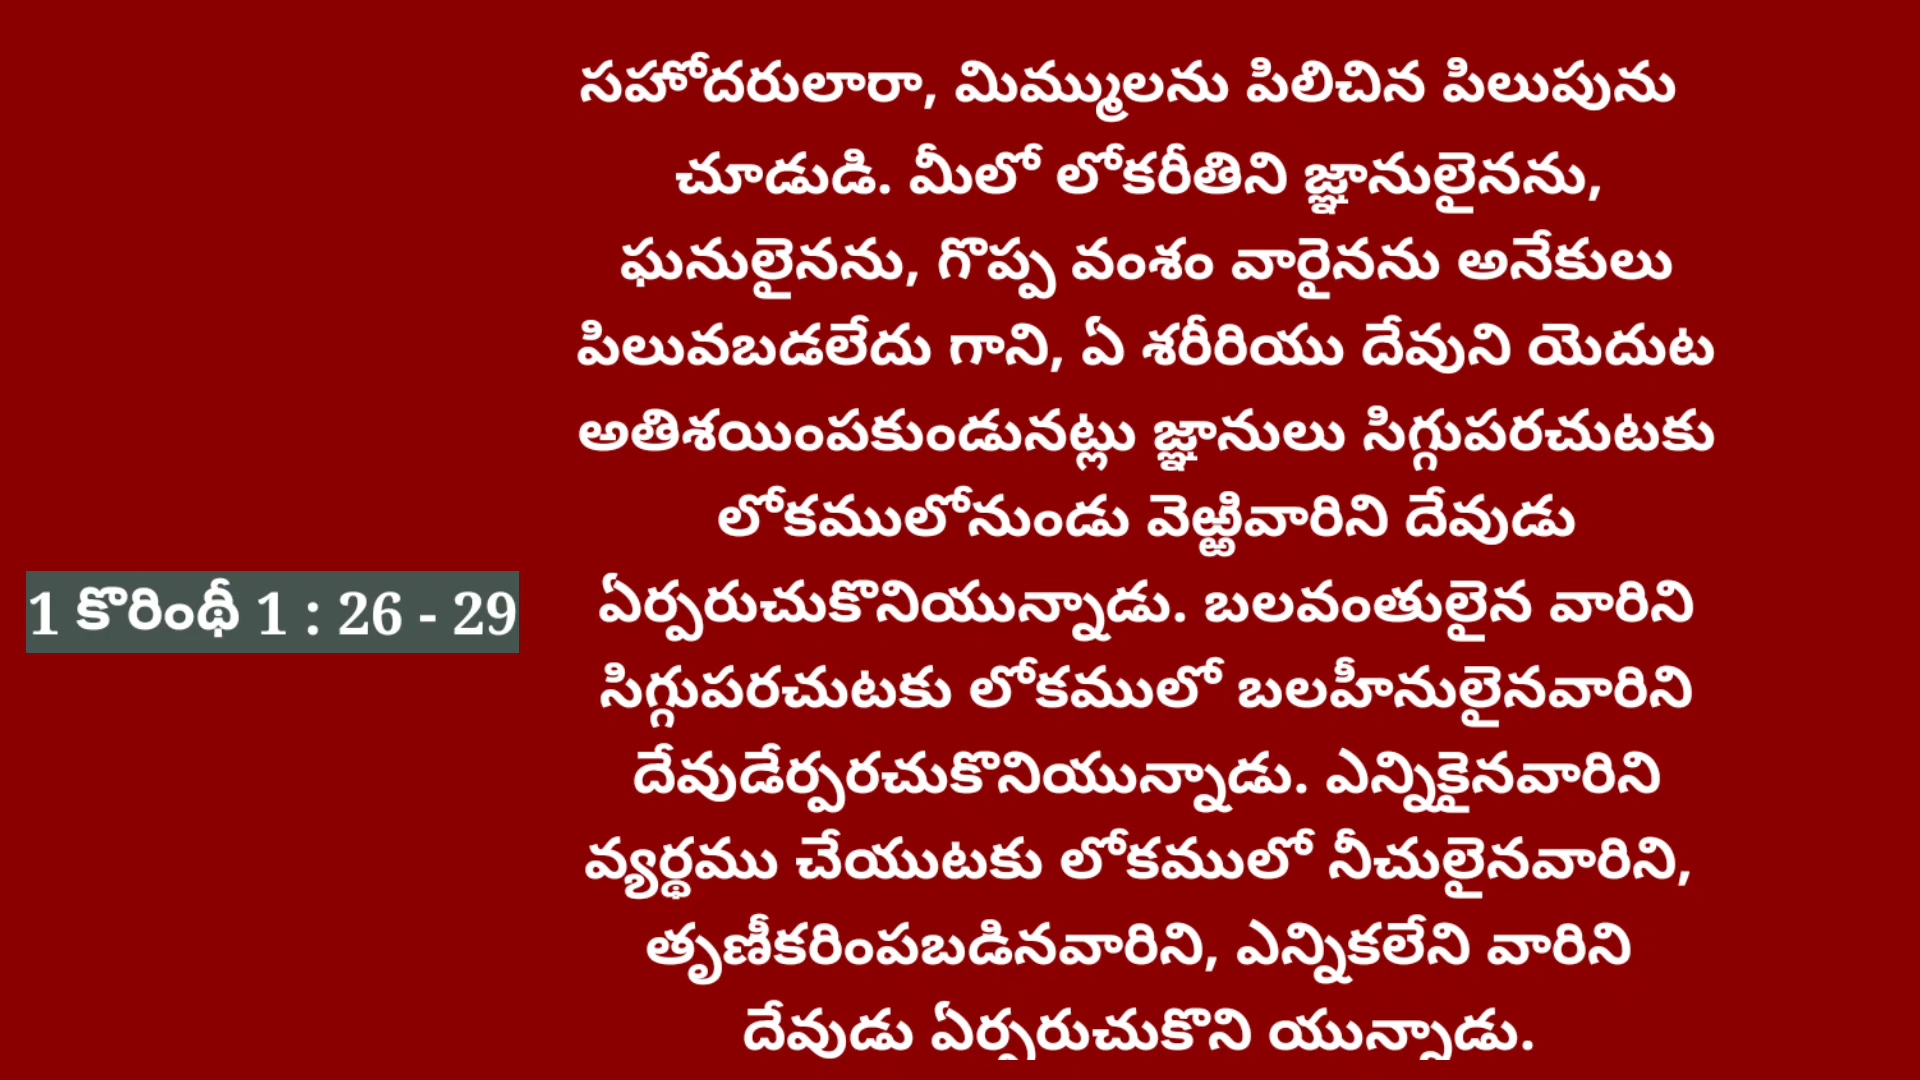 సహోదరులారా, మిమ్ములను పిలిచిన పిలుపును
చూడుడి. మీలో లోకరీతిని జ్ఞానులైనను,
ఘనులైనను, గొప్ప వంశం వారైనను అనేకులు
పిలువబడలేదు గాని, ఏ శరీరియు దేవుని యెదుట
అతిశయింపకుండునట్లు జ్ఞానులు సిగ్గుపరచుటకు
లోకములోనుండు వెఱ్ఱివారిని దేవుడు
ఏర్పరుచుకొనియున్నాడు. బలవంతులైన వారిని
సిగ్గుపరచుటకు లోకములో బలహీనులైనవారిని
దేవుడేర్పరచుకొనియున్నాడు. ఎన్నికైనవారిని
వ్యర్థము చేయుటకు లోకములో నీచులైనవారిని,
తృణీకరింపబడినవారిని, ఎన్నికలేని వారిని
దేవుడు ఏర్పరుచుకొని యున్నాడు.
1 కొరింథీ 1 : 26 - 29